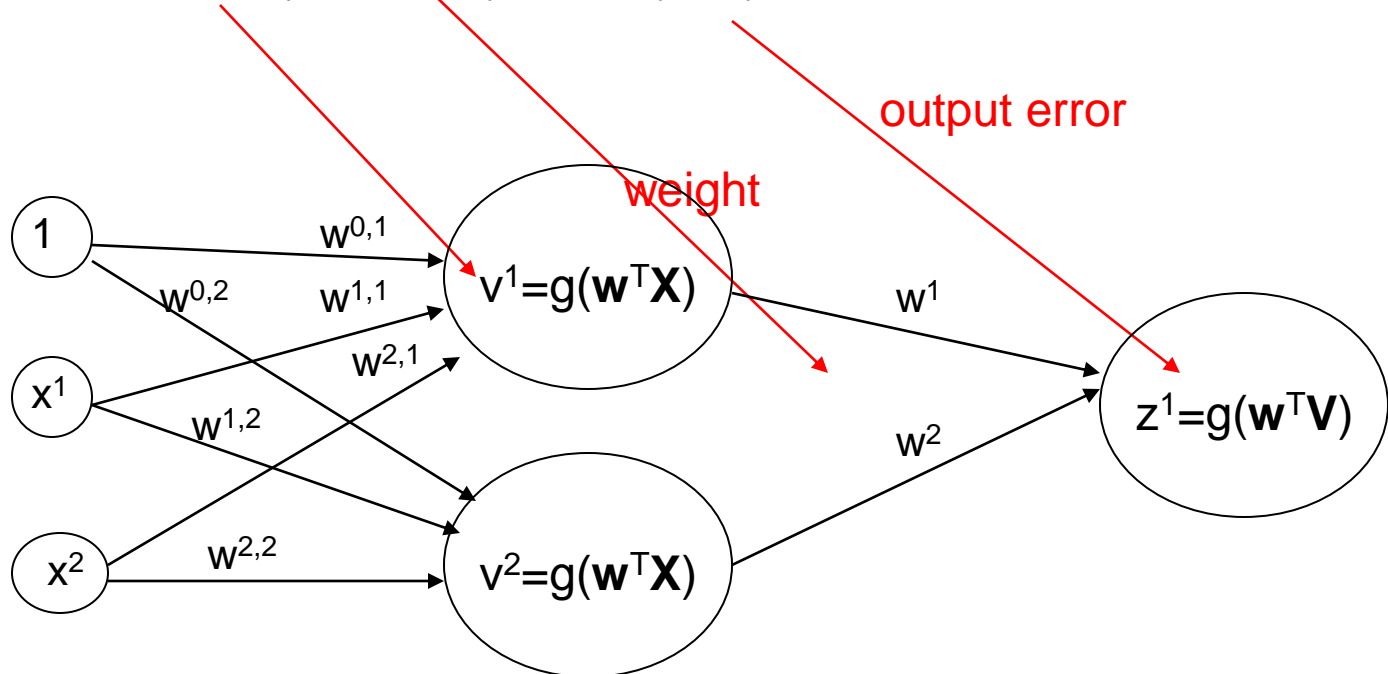 output error
weight
1
w0,1
w0,2
w1,1
v1=g(wTX)
w1
w2,1
x1
z1=g(wTV)
w1,2
w2
x2
w2,2
v2=g(wTX)